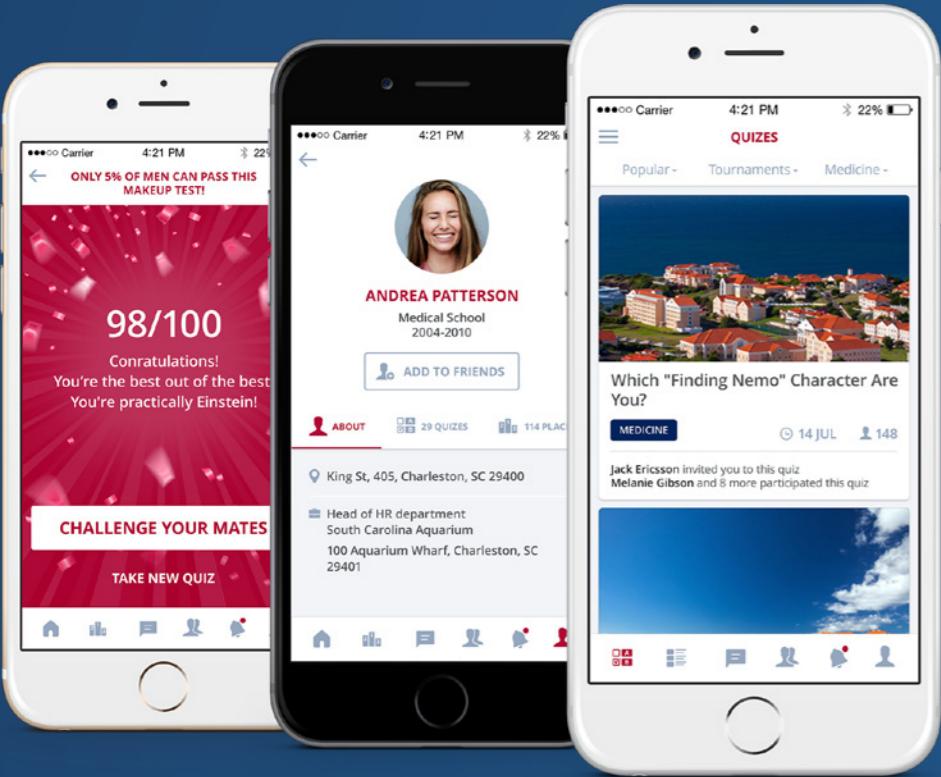 Carrier
4:21 PM
ONLY 5% OF MEN CAN PASS THIS
MAKEUP TEST!
98/100
Conratulations!
You're the best out of the best
You're practically Einstein!
CHALLENGE YOUR MATES
TAKE NEW QUIZ
Carrier
4:21 PM
22%
ANDREA PATTERSON
Medical School
2004-2010
ADD TO FRIENDS
ABOUT
29 QUIZES
114
King St, 405, Charleston, SC 29400
Head of HR department
South Carolina Aquarium
100 Aquarium Wharf, Charleston, SC
29401
Carrier
4:21 PM
22%
QUIZES
Popular
Tournaments
Medicine
Which "Finding Nemo" Character Are
You?
MEDICINE
14 JUL
148
Jack Ericsson invited you to this quiz
Melanie Gibson and 8 more participated this quiz